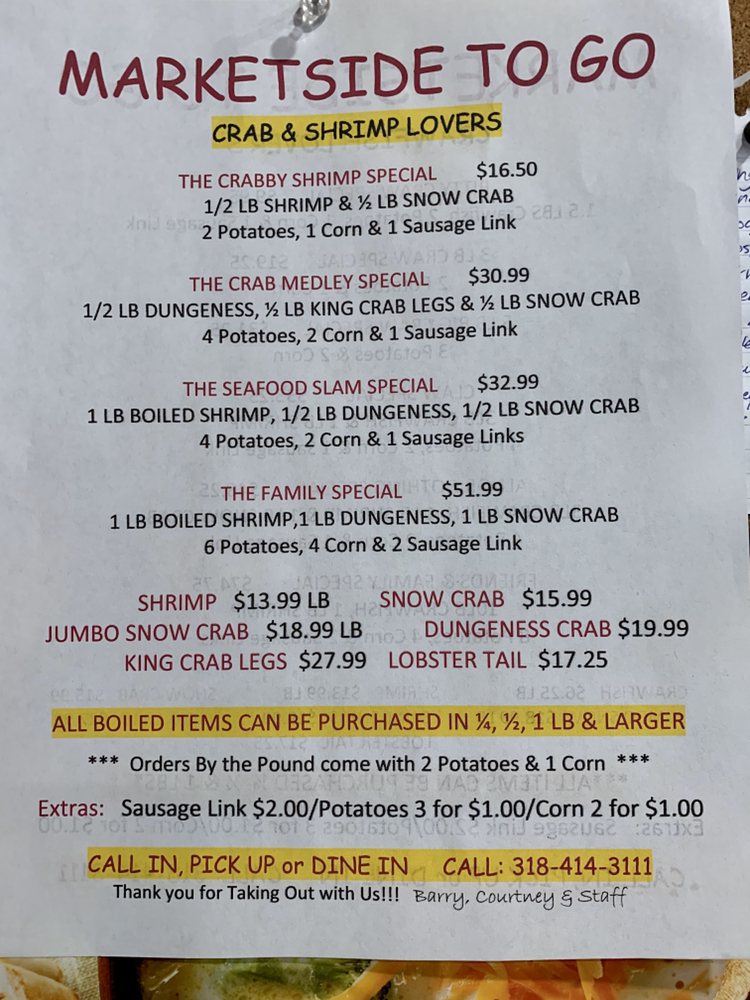 MARKETSIDE TO GO
CRAB & SHRIMP LOVERS
THE CRABBY SHRIMP SPECIAL $16.50
1/2 LB SHRIMP & ½ LB SNOW CRAB
2 Potatoes, 1 Corn & 1 Sausage Link
THE CRAB MEDLEY SPECIAL $30.99
1/2 LB DUNGENESS, ½ LB KING CRAB LEGS & ½ LB SNOW CRAB
4 Potatoes, 2 Corn & 1 Sausage Link
THE SEAFOOD SLAM SPECIAL $32.99
1 LB BOILED SHRIMP, 1/2 LB DUNGENESS, 1/2 LB SNOW CRAB
4 Potatoes, 2 Corn & 1 Sausage Links
THE FAMILY SPECIAL $51.99
1 LB BOILED SHRIMP,1 LB DUNGENESS, 1 LB SNOW CRAB
6 Potatoes, 4 Corn & 2 Sausage Link
SHRIMP $13.99 LB SNOW CRAB $15.99
JUMBO SNOW CRAB $18.99 LB DUNGENESS CRAB $19.99
KING CRAB LEGS $27.99 LOBSTER TAIL $17.25
ALL BOILED ITEMS CAN BE PURCHASED IN ¼, ½, 1 LB & LARGER
*** Orders By the Pound come with 2 Potatoes & 1 Corn ***
Extras: Sausage Link $2.00/Potatoes 3 for $1.00/Corn 2 for $1.00
CALL IN, PICK UP or DINE IN CALL: 318-414-3111
Thank you for Taking Out with Us!!! Barry, Courtney & Staff